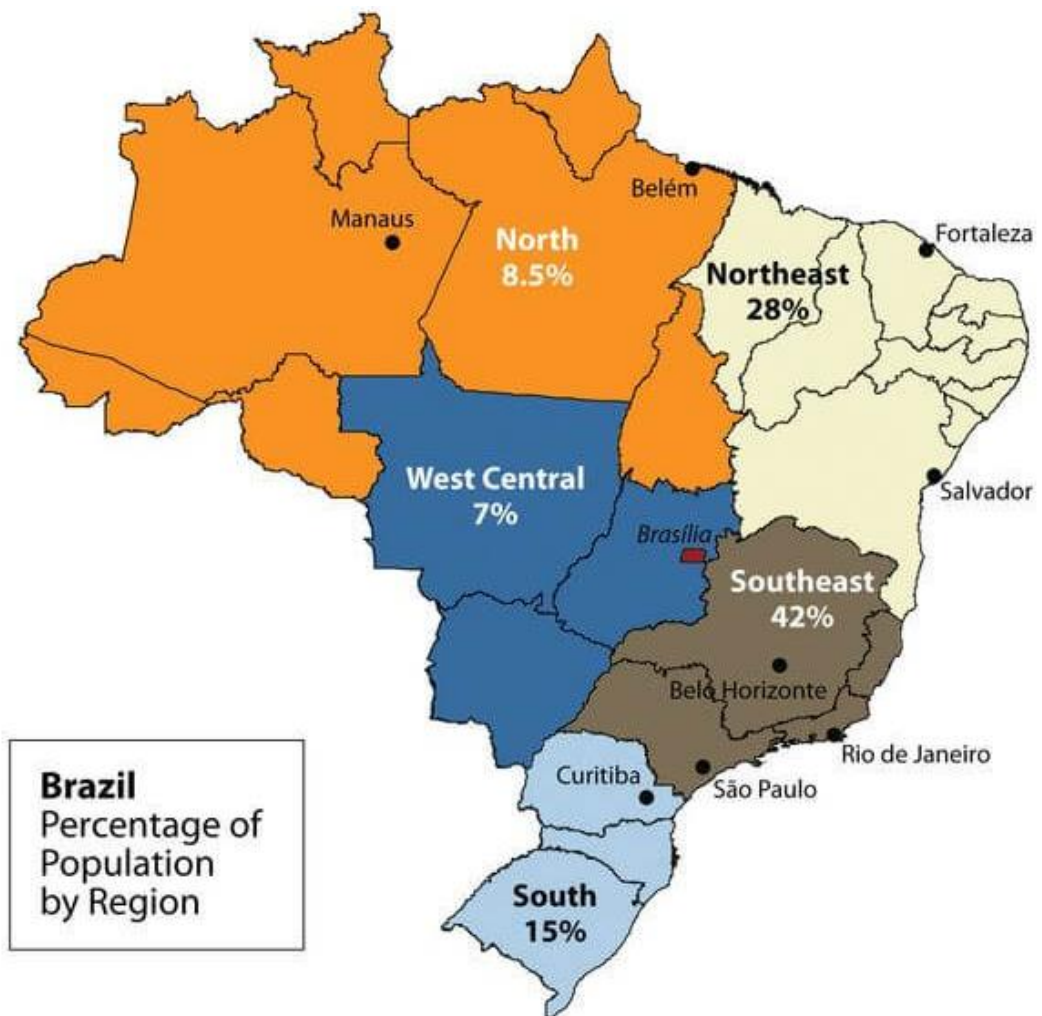 Belém
Manaus
North
8.5%
Fortaleza
Northeast
28%
West Central
7%
Salvador
Brasília
Southeast
42%
Belo Horizonte
Rio de Janeiro
Curitiba
São Paulo
South
15%
Brazil
Percentage of
Population
by Region